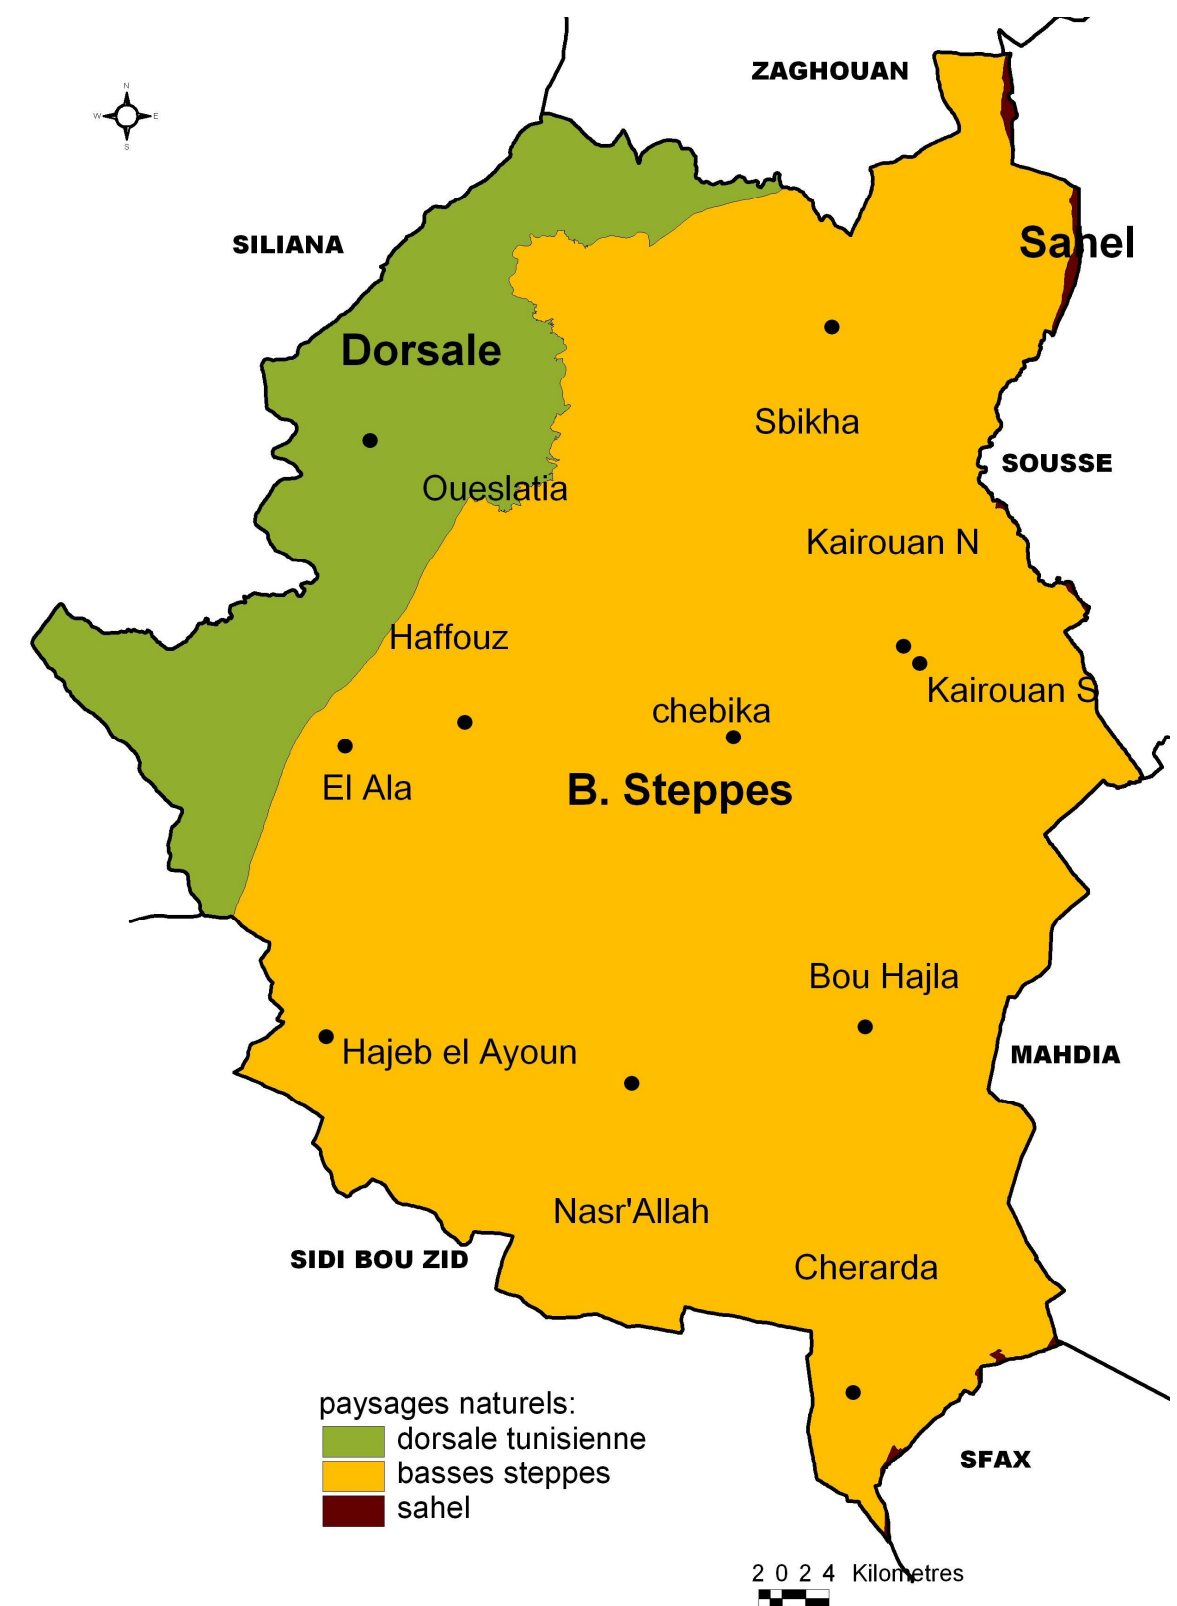 ZAGHOUAN
N
W E
S
SILIANA
Sahel
Dorsale
Sbikha
SOUSSE
Oueslatia
Kairouan N
Haffouz
Kairouan S
chebika
El Ala
B. Steppes
Bou Hajla
Hajeb el Ayoun
MAHDIA
Nasr'Allah
SIDI BOU ZID
Cherarda
paysages naturels:
dorsale tunisienne
basses steppes
sahel
SFAX
2 0 2 4 Kilometres